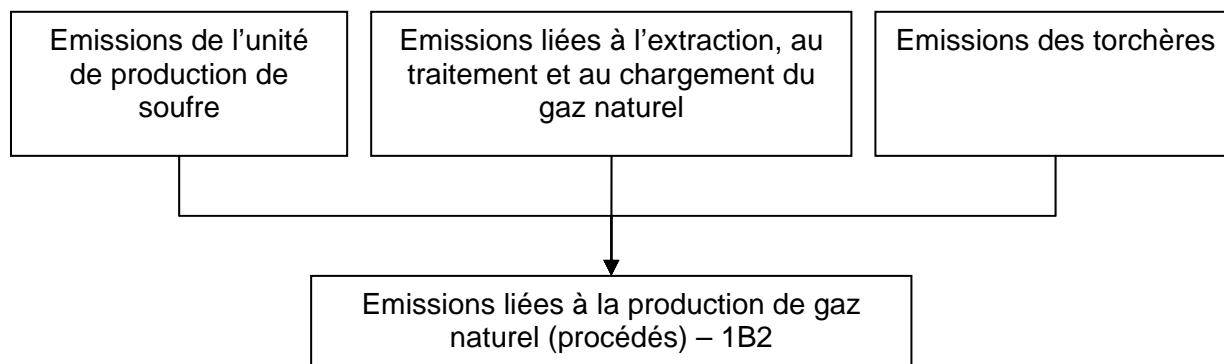 Emissions de l’unité
de production de
soufre
Emissions liées à l’extraction, au
traitement et au chargement du
gaz naturel
Emissions des torchères
Emissions liées à la production de gaz
naturel (procédés) – 1B2